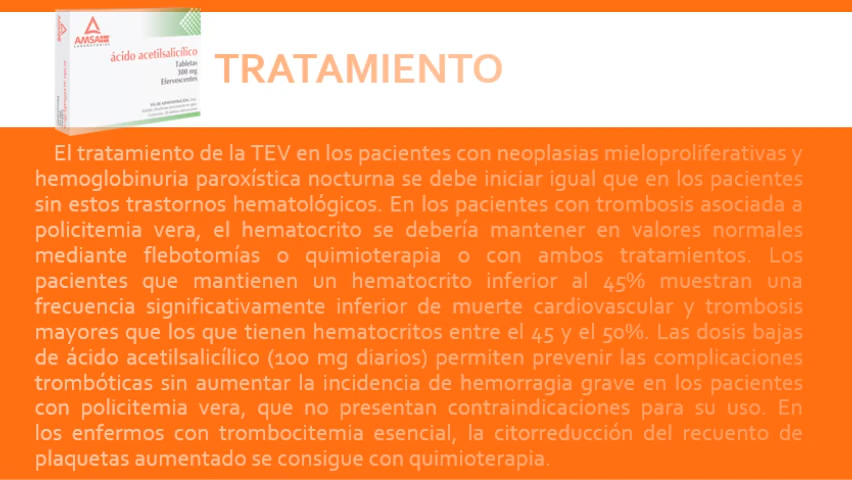 AMSA
LABORATORIOS
ácido acetilsalicílico
Tabletas
300 mg
Efervescentes
TRATAMIENTO
El tratamiento de la TEV en los pacientes con neoplasias mieloproliferativas y
hemoglobinuria paroxística nocturna se debe iniciar igual que en los pacientes
sin estos trastornos hematológicos. En los pacientes con trombosis asociada a
policitemia vera, el hematocrito se debería mantener en valores normales
mediante flebotomías o quimioterapia o con ambos tratamientos. Los
pacientes que mantienen un hematocrito inferior al 45% muestran una
frecuencia significativamente inferior de muerte cardiovascular y trombosis
mayores que los que tienen hematocritos entre el 45 y el 50%. Las dosis bajas
de ácido acetilsalicílico (100 mg diarios) permiten prevenir las complicaciones
trombóticas sin aumentar la incidencia de hemorragia grave en los pacientes
con policitemia vera, que no presentan contraindicaciones para su uso. En
los enfermos con trombocitemia esencial, la citorreducción del recuento de
plaquetas aumentado se consigue con quimioterapia.